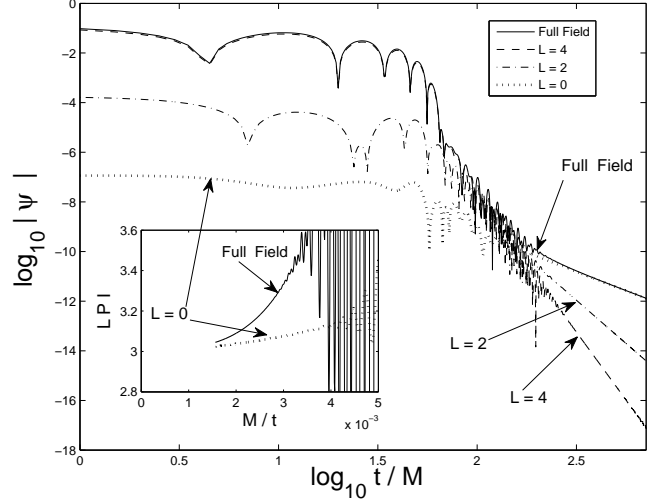 0
−2
−4
−6
−8
−10
−12
−14
−16
−18
log10 | ψ |
Full Field
L = 4
L = 2
L = 0
Full Field
L = 2
L = 4
L = 0
3.6
3.4
3.2
3
2.8
L P I
Full Field
0 1 2 3 4 5
M / t
x 10−3
0 0.5 1 1.5 2 2.5
log10 t / M